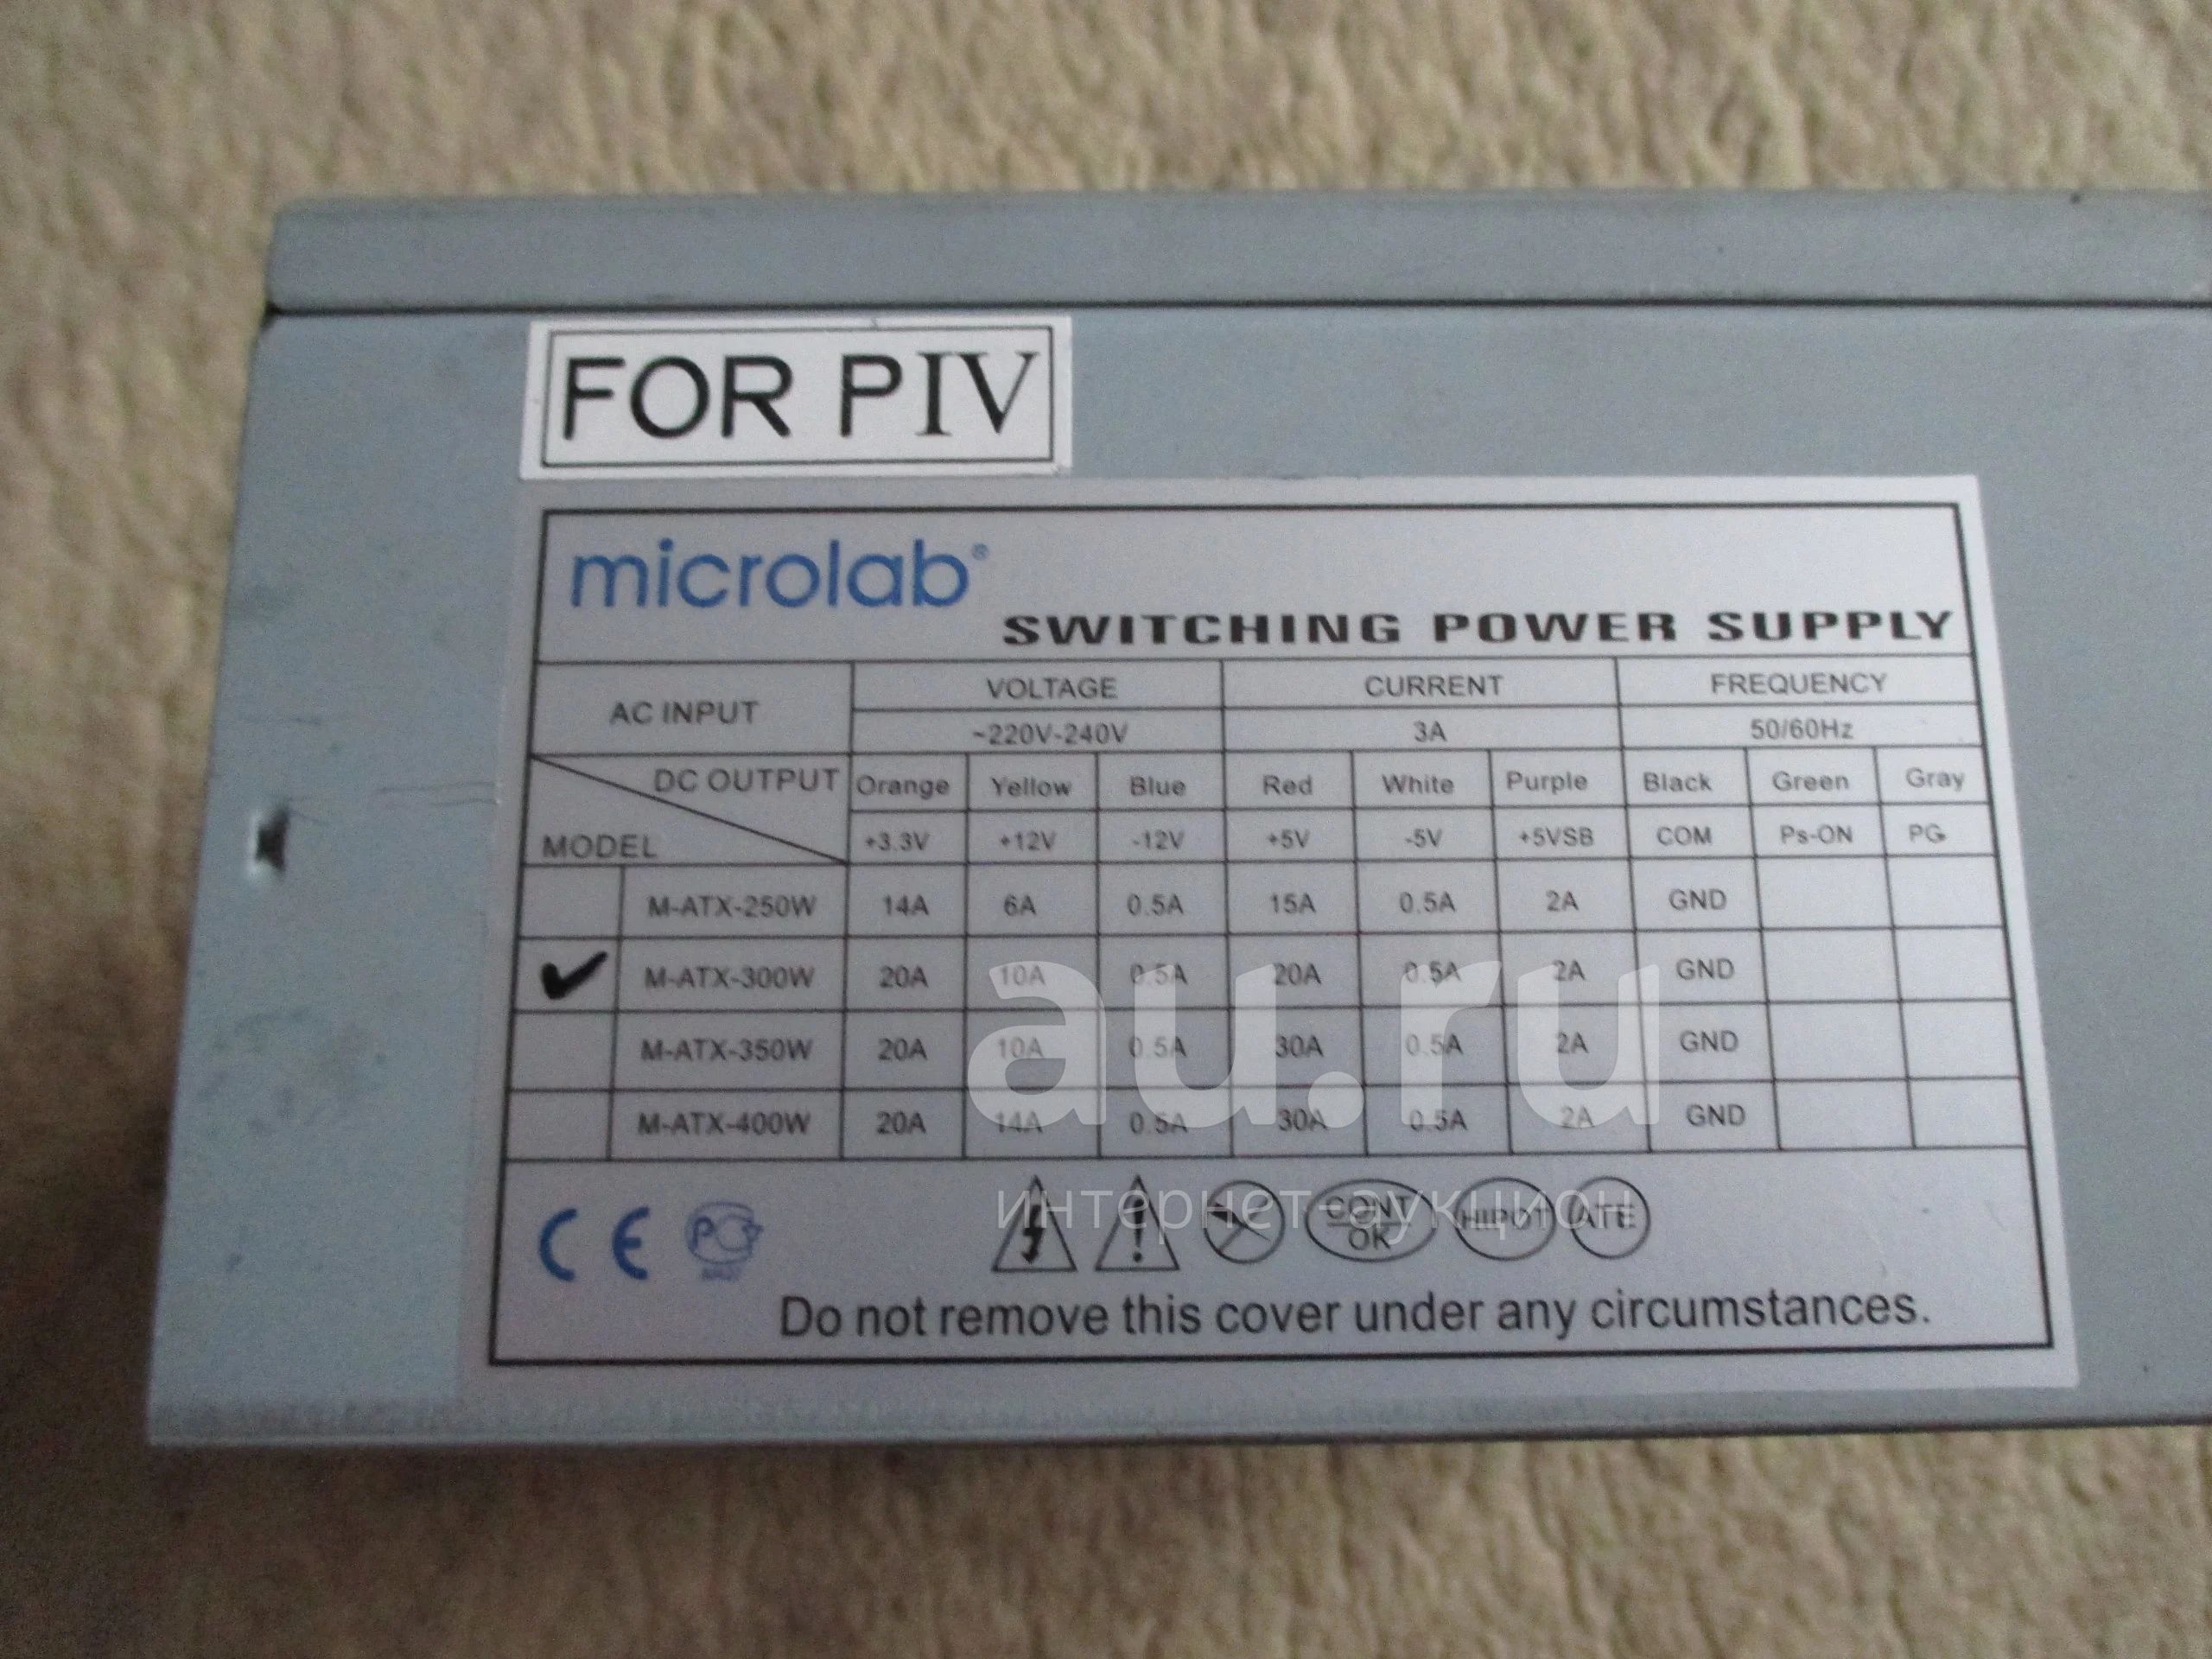 FOR PIV
microlab®
SWITCHING POWER SUPPLY
AC INPUT VOLTAGE CURRENT FREQUENCY
~220V-240V 3A 50/60Hz
DC OUTPUT Orange Yellow Blue Red White Purple Black Green Gray
MODEL +3.3V +12V -12V +5V -5V +5VSB COM Ps-ON PG
M-ATX-250W 14A 6A 0.5A 15A 0.5A 2A GND
✔ M-ATX-300W 20A 10A 0.5A 20A 0.5A 2A GND
M-ATX-350W 20A 10A 0.5A 30A 0.5A 2A GND
M-ATX-400W 20A 14A 0.5A 30A 0.5A 2A GND
au.ru
интернет-аукцион
CE PC CONT OK HIPOT ATE
Do not remove this cover under any circumstances.